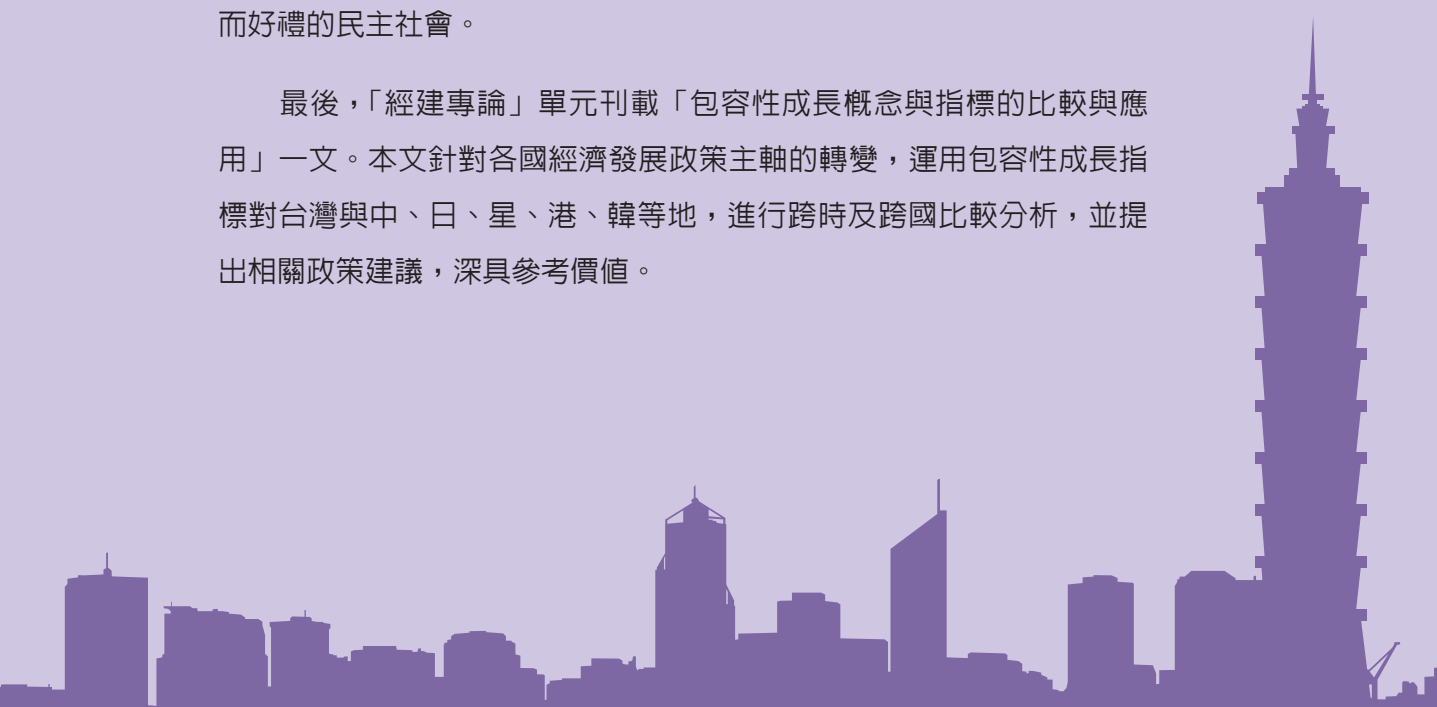 而好禮的民主社會。
最後，「經建專論」單元刊載「包容性成長概念與指標的比較與應
用」一文。本文針對各國經濟發展政策主軸的轉變，運用包容性成長指
標對台灣與中、日、星、港、韓等地，進行跨時及跨國比較分析，並提
出相關政策建議，深具參考價值。